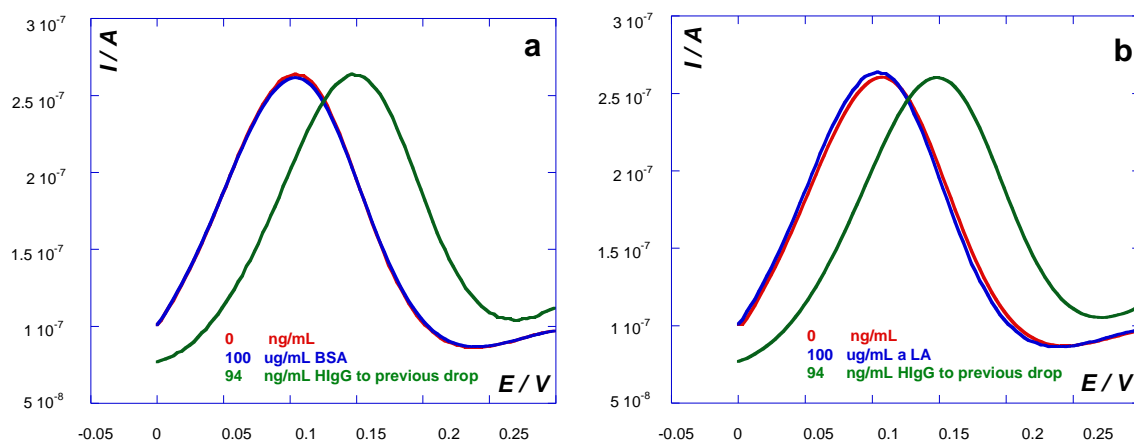 a
I / A
3 10-7
2.5 10-7
2 10-7
1.5 10-7
1 10-7
5 10-8
0 ng/mL
100 ug/mL BSA
94 ng/mL HIgG to previous drop
E / V
-0.05 0 0.05 0.1 0.15 0.2 0.25
b
I / A
3 10-7
2.5 10-7
2 10-7
1.5 10-7
1 10-7
5 10-8
0 ng/mL
100 ug/mL a LA
94 ng/mL HIgG to previous drop
E / V
-0.05 0 0.05 0.1 0.15 0.2 0.25